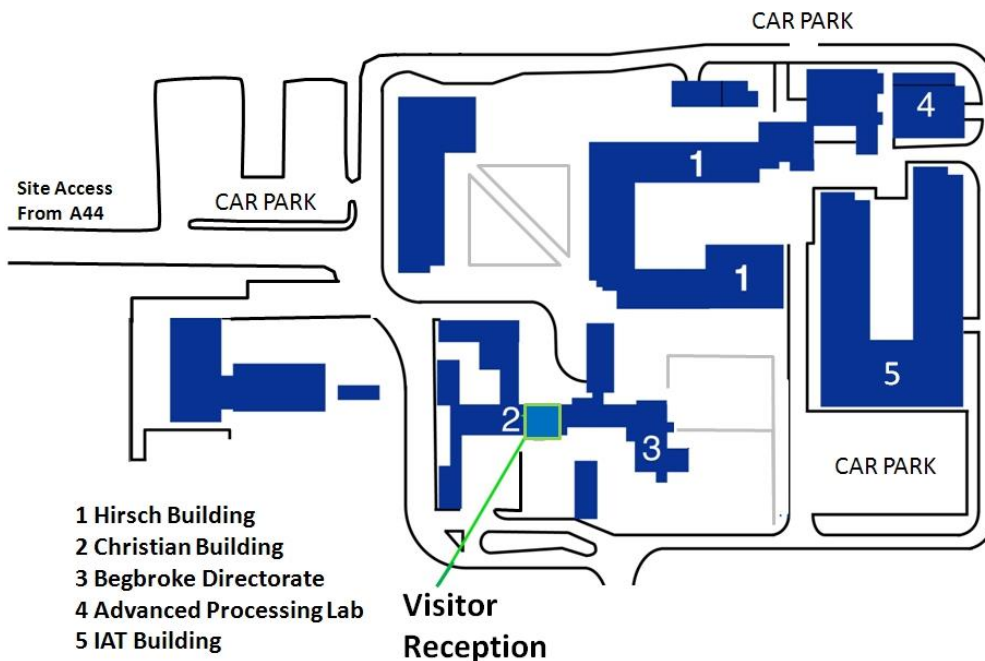 CAR PARK
4
1
Site Access
From A44
CAR PARK
1
5
2
3
CAR PARK
1 Hirsch Building
2 Christian Building
3 Begbroke Directorate
4 Advanced Processing Lab
5 IAT Building
Visitor
Reception